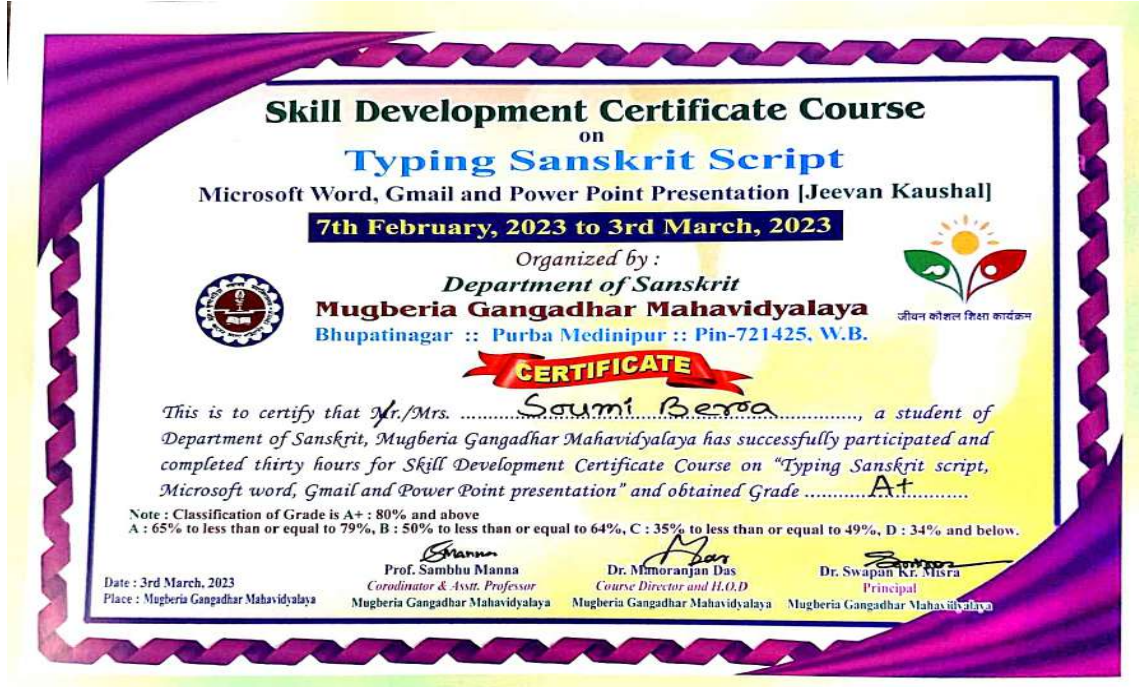 Skill Development Certificate Course
on
Typing Sanskrit Script
Microsoft Word, Gmail and Power Point Presentation [Jeevan Kaushal]
7th February, 2023 to 3rd March, 2023
Organized by :
Department of Sanskrit
Mugberia Gangadhar Mahavidyalaya
Bhupatinagar :: Purba Medinipur :: Pin-721425, W.B.
जीवन कौशल शिक्षा कार्यक्रम
CERTIFICATE
This is to certify that Mr./Mrs. ..........Soumi Bera.........., a student of
Department of Sanskrit, Mugberia Gangadhar Mahavidyalaya has successfully participated and
completed thirty hours for Skill Development Certificate Course on “Typing Sanskrit script,
Microsoft word, Gmail and Power Point presentation” and obtained Grade ..........A+..........
Note : Classification of Grade is A+ : 80% and above
A : 65% to less than or equal to 79%, B : 50% to less than or equal to 64%, C : 35% to less than or equal to 49%, D : 34% and below.
SManna
Prof. Sambhu Manna
Corodinator & Asstt. Professor
Mugberia Gangadhar Mahavidyalaya
Dr. Manoranjan Das
Course Director and H.O.D
Mugberia Gangadhar Mahavidyalaya
Dr. Swapan Kr. Misra
Principal
Mugberia Gangadhar Mahavidyalaya
Date : 3rd March, 2023
Place : Mugberia Gangadhar Mahavidyalaya